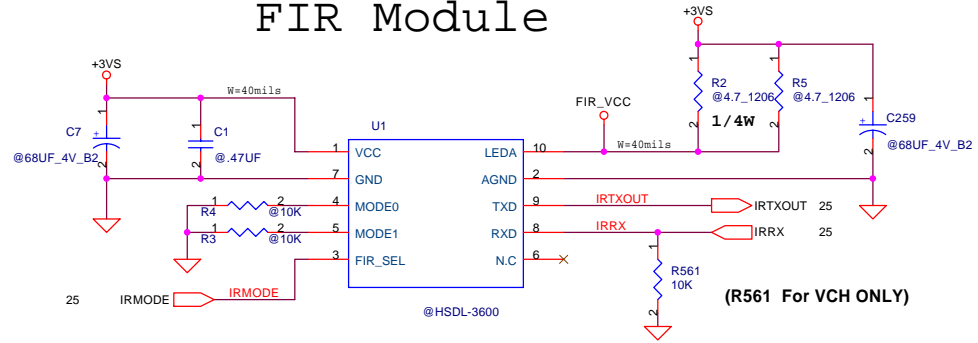 FIR Module
+3VS
+3VS
W=40mils
C7
+
1
2
@68UF_4V_B2
C1
1
2
@.47UF
U1
1 VCC
7 GND
4 MODE0
5 MODE1
3 FIR_SEL
LEDA 10
AGND 2
TXD 9
RXD 8
N.C 6
@HSDL-3600
R4
1
2
@10K
R3
1
2
@10K
25 IRMODE IRMODE
FIR_VCC
W=40mils
R2
@4.7_1206
1
2
1/4W
R5
@4.7_1206
1
2
C259
+
1
2
@68UF_4V_B2
IRTXOUT IRTXOUT 25
IRRX IRRX 25
R561
10K
1
2
(R561 For VCH ONLY)